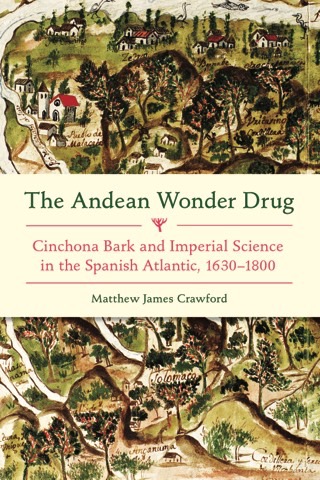 The Andean Wonder Drug
Cinchona Bark and Imperial Science
in the Spanish Atlantic, 1630–1800
Matthew James Crawford